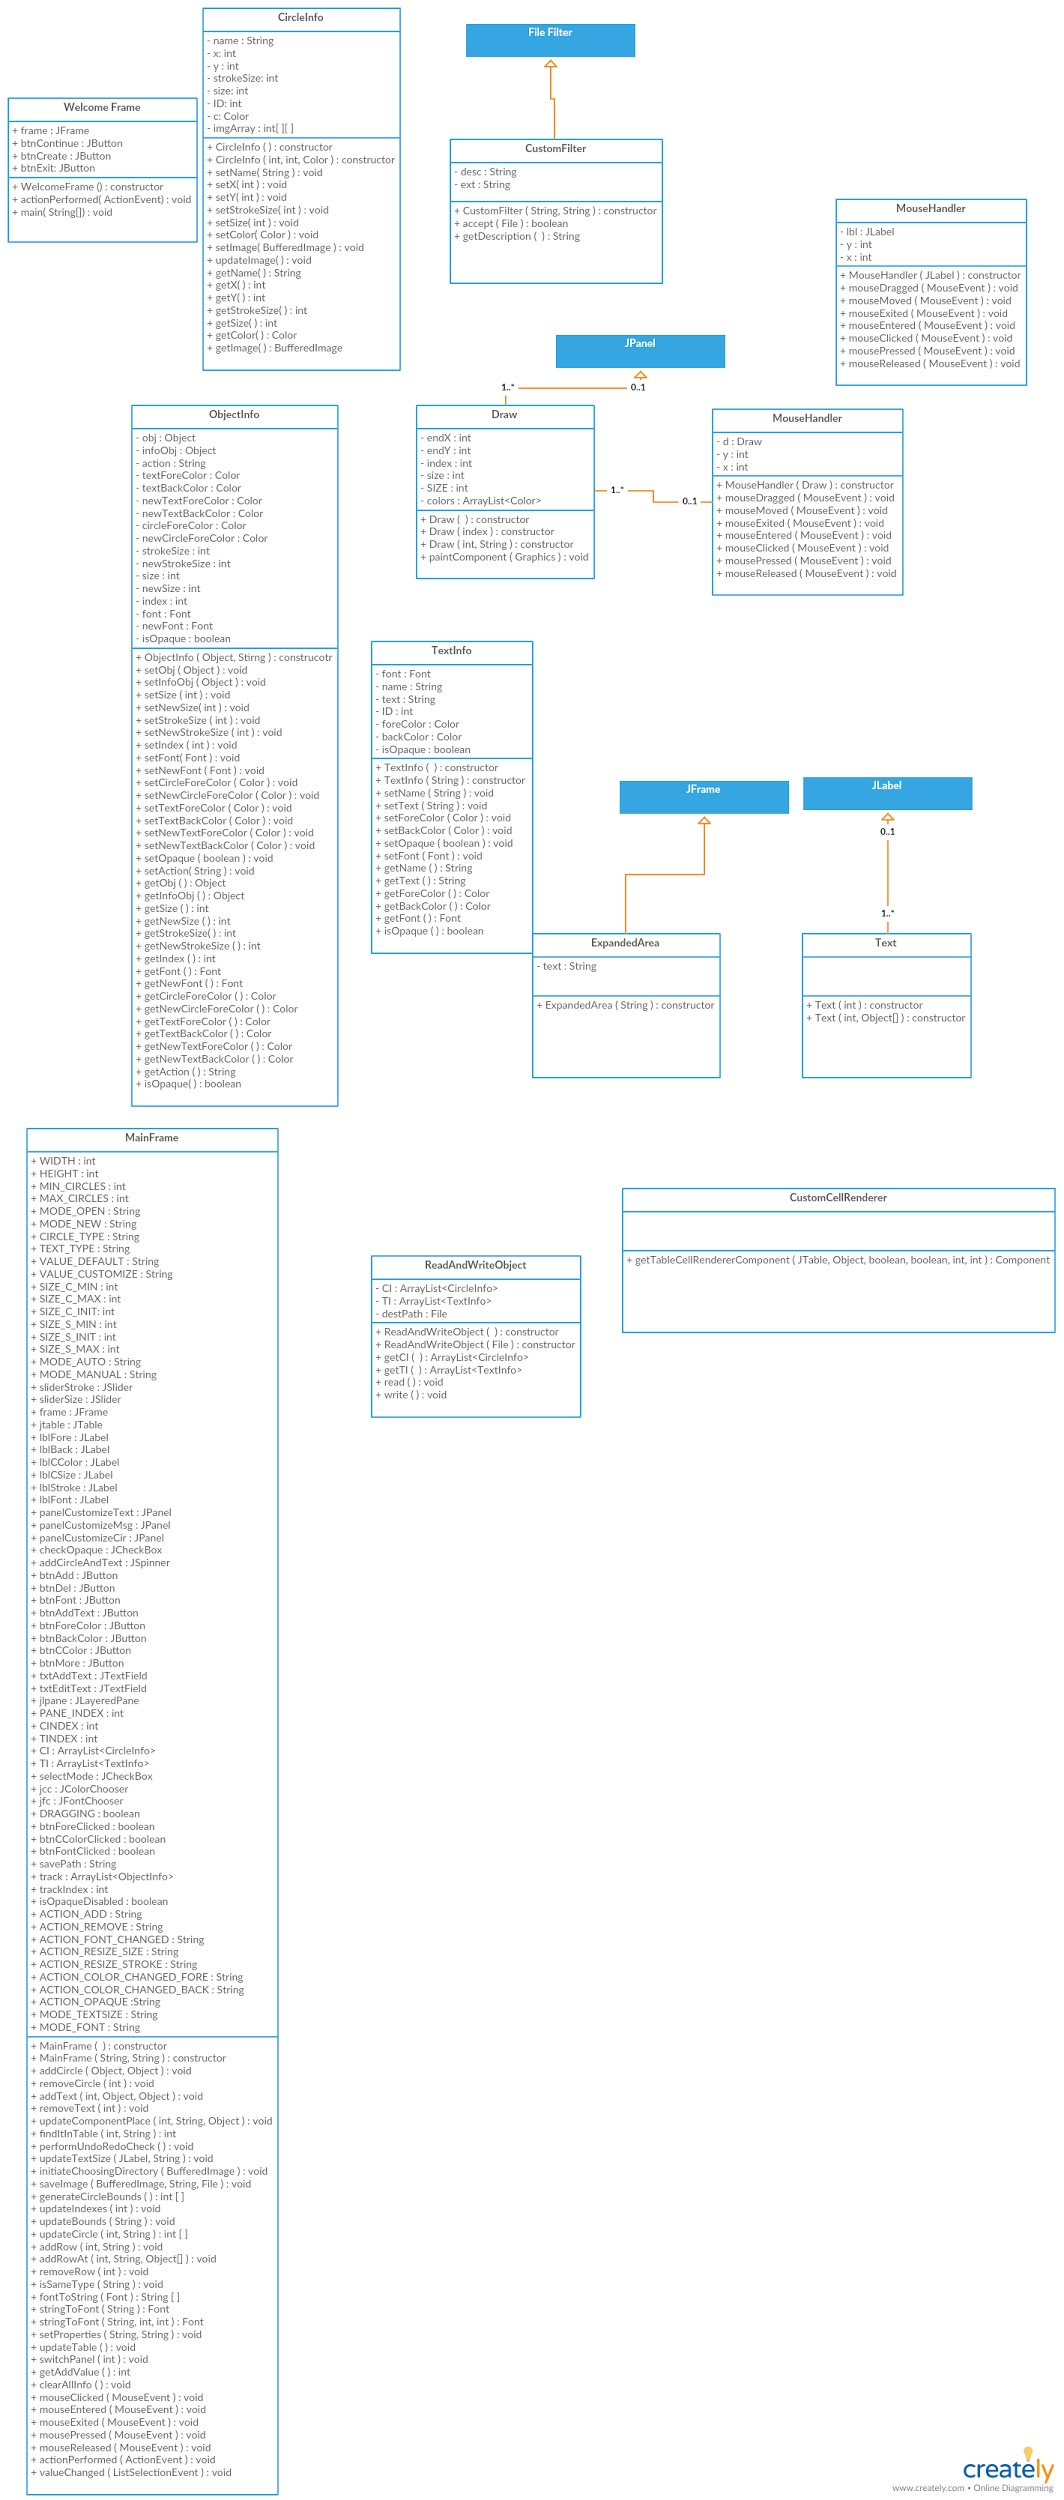 CircleInfo
- name : String
- x: int
- y : int
- strokeSize: int
- size: int
- ID: int
- c: Color
- imgArray : int[ ][ ]
+ CircleInfo ( ) : constructor
+ CircleInfo ( int, int, Color ) : constructor
+ setName( String ) : void
+ setX( int ) : void
+ setY( int ) : void
+ setStrokeSize( int ) : void
+ setSize( int ) : void
+ setColor( Color ) : void
+ setImage( BufferedImage ) : void
+ updateImage( ) : void
+ getName( ) : String
+ getX( ) : int
+ getY( ) : int
+ getStrokeSize( ) : int
+ getSize( ) : int
+ getColor( ) : Color
+ getImage( ) : BufferedImage
File Filter
Welcome Frame
+ frame : JFrame
+ btnContinue : JButton
+ btnCreate : JButton
+ btnExit: JButton
+ WelcomeFrame () : constructor
+ actionPerformed( ActionEvent) : void
+ main( String[]) : void
CustomFilter
- desc : String
- ext : String
+ CustomFilter ( String, String ) : constructor
+ accept ( File ) : boolean
+ getDescription ( ) : String
MouseHandler
- lbl : JLabel
- y : int
- x : int
+ MouseHandler ( JLabel ) : constructor
+ mouseDragged ( MouseEvent ) : void
+ mouseMoved ( MouseEvent ) : void
+ mouseExited ( MouseEvent ) : void
+ mouseEntered ( MouseEvent ) : void
+ mouseClicked ( MouseEvent ) : void
+ mousePressed ( MouseEvent ) : void
+ mouseReleased ( MouseEvent ) : void
JPanel
1..*
0..1
ObjectInfo
- obj : Object
- infoObj : Object
- action : String
- textForeColor : Color
- textBackColor : Color
- newTextForeColor : Color
- newTextBackColor : Color
- circleForeColor : Color
- newCircleForeColor : Color
- strokeSize : int
- newStrokeSize : int
- size : int
- newSize : int
- index : int
- font : Font
- newFont : Font
- isOpaque : boolean
+ ObjectInfo ( Object, Stirng ) : construcotr
+ setObj ( Object ) : void
+ setInfoObj ( Object ) : void
+ setSize ( int ) : void
+ setNewSize( int ) : void
+ setStrokeSize ( int ) : void
+ setNewStrokeSize ( int ) : void
+ setIndex ( int ) : void
+ setFont( Font ) : void
+ setNewFont ( Font ) : void
+ setCircleForeColor ( Color ) : void
+ setNewCircleForeColor ( Color ) : void
+ setTextForeColor ( Color ) : void
+ setTextBackColor ( Color ) : void
+ setNewTextForeColor ( Color ) : void
+ setNewTextBackColor ( Color ) : void
+ setOpaque ( boolean ) : void
+ setAction( String ) : void
+ getObj ( ) : Object
+ getInfoObj ( ) : Object
+ getSize ( ) : int
+ getNewSize ( ) : int
+ getStrokeSize( ) : int
+ getNewStrokeSize ( ) : int
+ getIndex ( ) : int
+ getFont ( ) : Font
+ getNewFont ( ) : Font
+ getCircleForeColor ( ) : Color
+ getNewCircleForeColor ( ) : Color
+ getTextForeColor ( ) : Color
+ getTextBackColor ( ) : Color
+ getNewTextForeColor ( ) : Color
+ getNewTextBackColor ( ) : Color
+ getAction ( ) : String
+ isOpaque( ) : boolean
Draw
- endX : int
- endY : int
- index : int
- size : int
- SIZE : int
- colors : ArrayList<Color>
+ Draw ( ) : constructor
+ Draw ( index ) : constructor
+ Draw ( int, String ) : constructor
+ paintComponent ( Graphics ) : void
1..*
0..1
MouseHandler
- d : Draw
- y : int
- x : int
+ MouseHandler ( Draw ) : constructor
+ mouseDragged ( MouseEvent ) : void
+ mouseMoved ( MouseEvent ) : void
+ mouseExited ( MouseEvent ) : void
+ mouseEntered ( MouseEvent ) : void
+ mouseClicked ( MouseEvent ) : void
+ mousePressed ( MouseEvent ) : void
+ mouseReleased ( MouseEvent ) : void
TextInfo
- font : Font
- name : String
- text : String
- ID : int
- foreColor : Color
- backColor : Color
- isOpaque : boolean
+ TextInfo ( ) : constructor
+ TextInfo ( String ) : constructor
+ setName ( String ) : void
+ setText ( String ) : void
+ setForeColor ( Color ) : void
+ setBackColor ( Color ) : void
+ setOpaque ( boolean ) : void
+ setFont ( Font ) : void
+ getName ( ) : String
+ getText ( ) : String
+ getForeColor ( ) : Color
+ getBackColor ( ) : Color
+ getFont ( ) : Font
+ isOpaque ( ) : boolean
JFrame
JLabel
0..1
1..*
ExpandedArea
- text : String
+ ExpandedArea ( String ) : constructor
Text
+ Text ( int ) : constructor
+ Text ( int, Object[] ) : constructor
MainFrame
+ WIDTH : int
+ HEIGHT : int
+ MIN_CIRCLES : int
+ MAX_CIRCLES : int
+ MODE_OPEN : String
+ MODE_NEW : String
+ CIRCLE_TYPE : String
+ TEXT_TYPE : String
+ VALUE_DEFAULT : String
+ VALUE_CUSTOMIZE : String
+ SIZE_C_MIN : int
+ SIZE_C_MAX : int
+ SIZE_C_INIT: int
+ SIZE_S_MIN : int
+ SIZE_S_INIT : int
+ SIZE_S_MAX : int
+ MODE_AUTO : String
+ MODE_MANUAL : String
+ sliderStroke : JSlider
+ sliderSize : JSlider
+ frame : JFrame
+ jtable : JTable
+ lblFore : JLabel
+ lblBack : JLabel
+ lblCColor : JLabel
+ lblCSize : JLabel
+ lblStroke : JLabel
+ lblFont : JLabel
+ panelCustomizeText : JPanel
+ panelCustomizeMsg : JPanel
+ panelCustomizeCir : JPanel
+ checkOpaque : JCheckBox
+ addCircleAndText : JSpinner
+ btnAdd : JButton
+ btnDel : JButton
+ btnFont : JButton
+ btnAddText : JButton
+ btnForeColor : JButton
+ btnBackColor : JButton
+ btnCColor : JButton
+ btnMore : JButton
+ txtAddText : JTextField
+ txtEditText : JTextField
+ jlpane : JLayeredPane
+ PANE_INDEX : int
+ CINDEX : int
+ TINDEX : int
+ CI : ArrayList<CircleInfo>
+ TI : ArrayList<TextInfo>
+ selectMode : JCheckBox
+ jcc : JColorChooser
+ jfc : JFontChooser
+ DRAGGING : boolean
+ btnForeClicked : boolean
+ btnCColorClicked : boolean
+ btnFontClicked : boolean
+ savePath : String
+ track : ArrayList<ObjectInfo>
+ trackIndex : int
+ isOpaqueDisabled : boolean
+ ACTION_ADD : String
+ ACTION_REMOVE : String
+ ACTION_FONT_CHANGED : String
+ ACTION_RESIZE_SIZE : String
+ ACTION_RESIZE_STROKE : String
+ ACTION_COLOR_CHANGED_FORE : String
+ ACTION_COLOR_CHANGED_BACK : String
+ ACTION_OPAQUE :String
+ MODE_TEXTSIZE : String
+ MODE_FONT : String
+ MainFrame ( ) : constructor
+ MainFrame ( String, String ) : constructor
+ addCircle ( Object, Object ) : void
+ removeCircle ( int ) : void
+ addText ( int, Object, Object ) : void
+ removeText ( int ) : void
+ updateComponentPlace ( int, String, Object ) : void
+ findItInTable ( int, String ) : int
+ performUndoRedoCheck ( ) : void
+ updateTextSize ( JLabel, String ) : void
+ initiateChoosingDirectory ( BufferedImage ) : void
+ saveImage ( BufferedImage, String, File ) : void
+ generateCircleBounds ( ) : int [ ]
+ updateIndexes ( int ) : void
+ updateBounds ( String ) : void
+ updateCircle ( int, String ) : int [ ]
+ addRow ( int, String ) : void
+ addRowAt ( int, String, Object[] ) : void
+ removeRow ( int ) : void
+ isSameType ( String ) : void
+ fontToString ( Font ) : String [ ]
+ stringToFont ( String ) : Font
+ stringToFont ( String, int, int ) : Font
+ setProperties ( String, String ) : void
+ updateTable ( ) : void
+ switchPanel ( int ) : void
+ getAddValue ( ) : int
+ clearAllInfo ( ) : void
+ mouseClicked ( MouseEvent ) : void
+ mouseEntered ( MouseEvent ) : void
+ mouseExited ( MouseEvent ) : void
+ mousePressed ( MouseEvent ) : void
+ mouseReleased ( MouseEvent ) : void
+ actionPerformed ( ActionEvent ) : void
+ valueChanged ( ListSelectionEvent ) : void
CustomCellRenderer
+ getTableCellRendererComponent ( JTable, Object, boolean, boolean, int, int ) : Component
ReadAndWriteObject
- CI : ArrayList<CircleInfo>
- TI : ArrayList<TextInfo>
- destPath : File
+ ReadAndWriteObject ( ) : constructor
+ ReadAndWriteObject ( File ) : constructor
+ getCI ( ) : ArrayList<CircleInfo>
+ getTI ( ) : ArrayList<TextInfo>
+ read ( ) : void
+ write ( ) : void
creately
www.creately.com • Online Diagramming